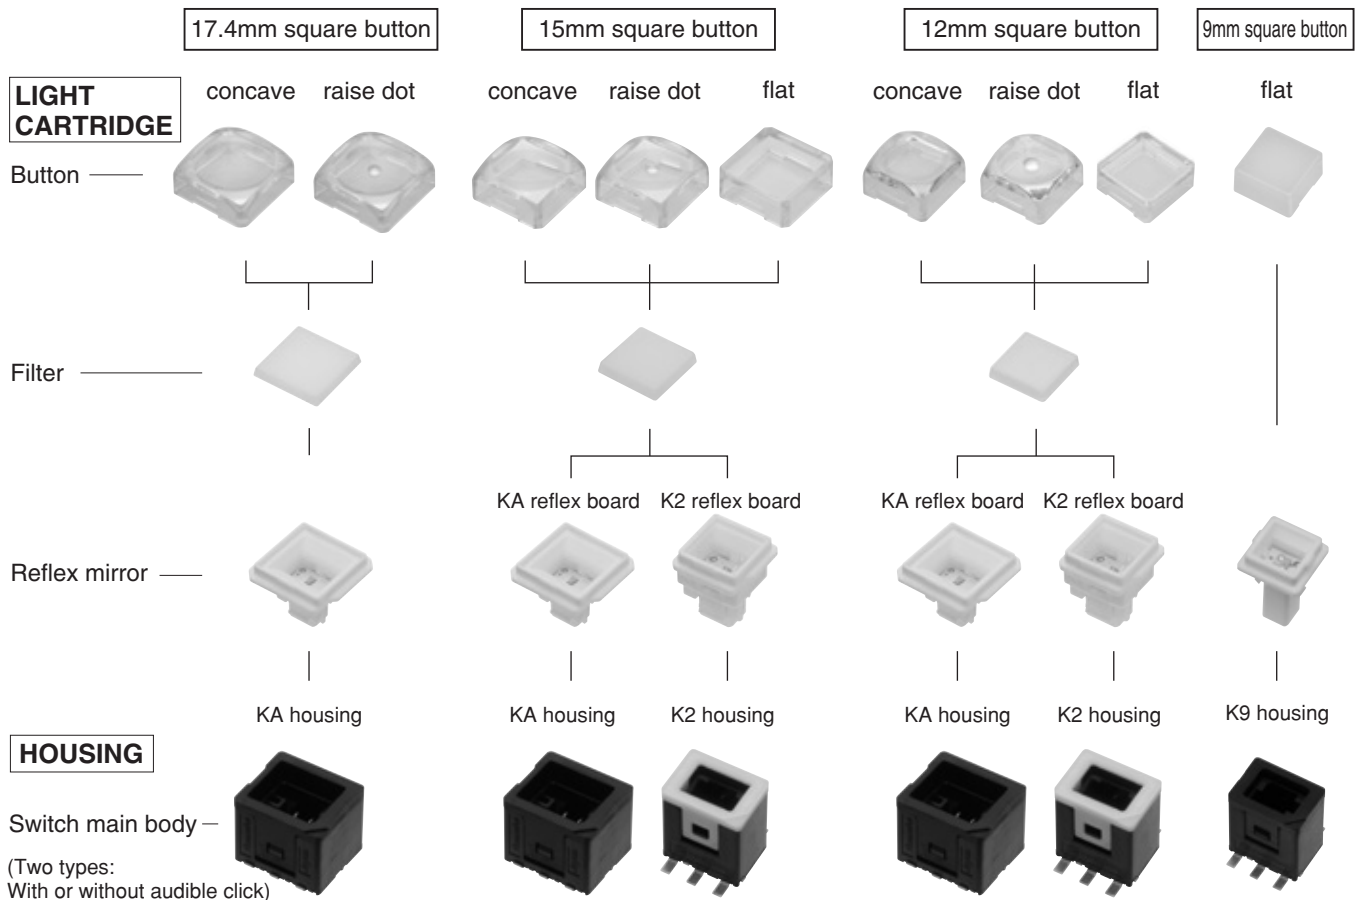 17.4mm square button
15mm square button
12mm square button
9mm square button
LIGHT
CARTRIDGE
concave
raise dot
concave
raise dot
flat
concave
raise dot
flat
flat
Button
Filter
KA reflex board
K2 reflex board
KA reflex board
K2 reflex board
Reflex mirror
KA housing
KA housing
K2 housing
KA housing
K2 housing
K9 housing
HOUSING
Switch main body
(Two types:
With or without audible click)